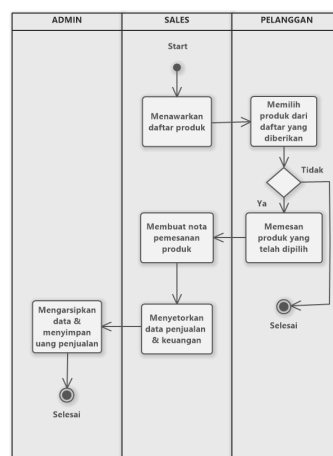 ADMIN
SALES
PELANGGAN
Start
Menawarkan
daftar produk
Memilih
produk dari
daftar yang
diberikan
Tidak
Ya
Memesan
produk yang
telah dipilih
Membuat nota
pemesanan
produk
Menyetorkan
data penjualan
& keuangan
Selesai
Mengarsipkan
data &
menyimpan
uang penjualan
Selesai